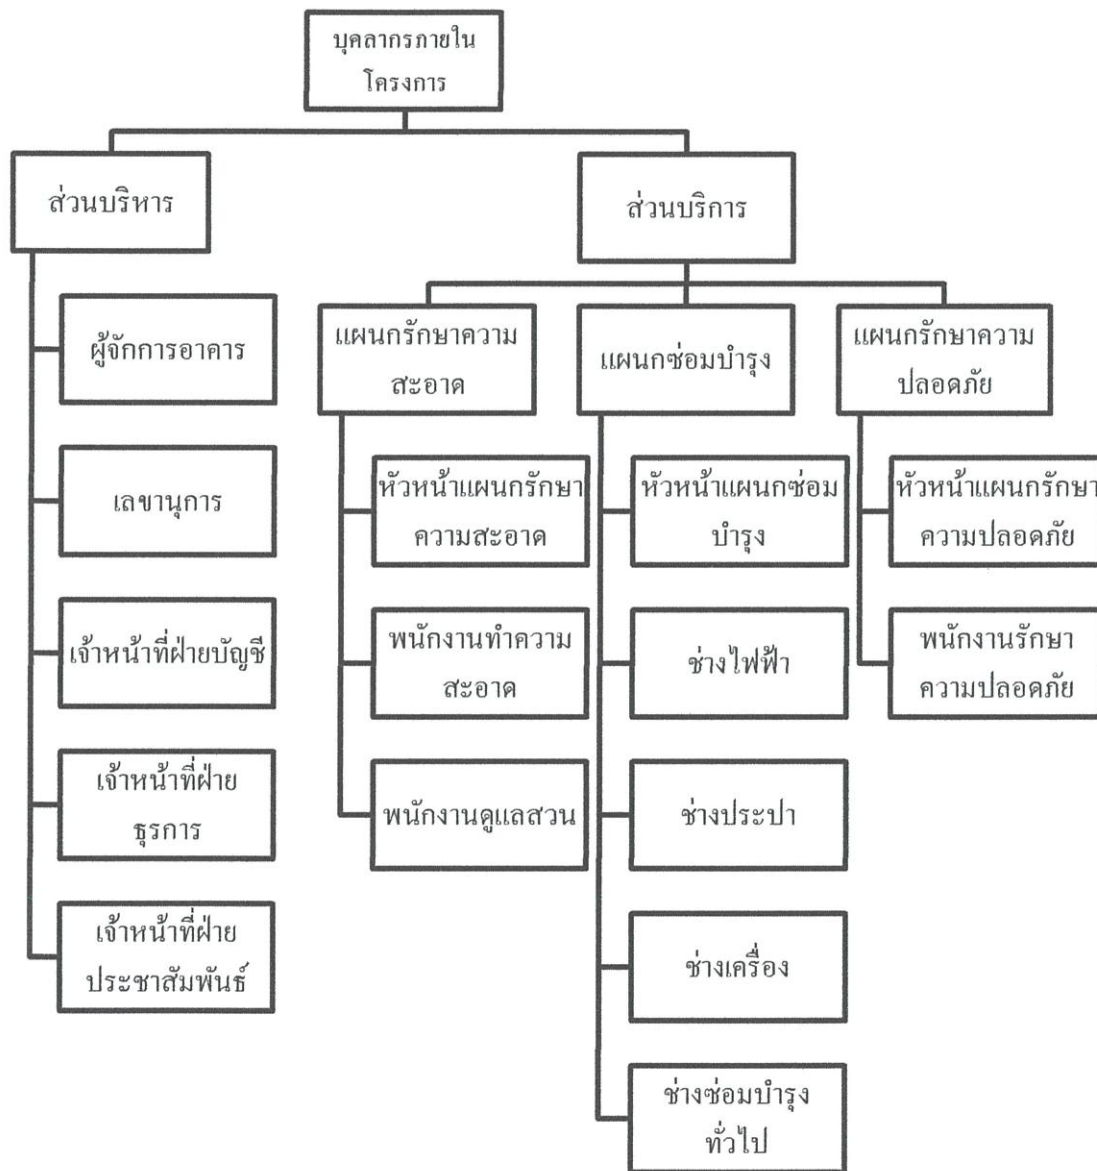 บุคลากรภายใน
โครงการ
ส่วนบริหาร
ส่วนบริการ
ผู้จักการอาคาร
เลขานุการ
เจ้าหน้าที่ฝ่ายบัญชี
เจ้าหน้าที่ฝ่าย
ธุรการ
เจ้าหน้าที่ฝ่าย
ประชาสัมพันธ์
แผนกรักษาความ
สะอาด
หัวหน้าแผนกรักษา
ความสะอาด
พนักงานทำความ
สะอาด
พนักงานดูแลสวน
แผนกซ่อมบำรุง
หัวหน้าแผนกซ่อม
บำรุง
ช่างไฟฟ้า
ช่างประปา
ช่างเครื่อง
ช่างซ่อมบำรุง
ทั่วไป
แผนกรักษาความ
ปลอดภัย
หัวหน้าแผนกรักษา
ความปลอดภัย
พนักงานรักษา
ความปลอดภัย